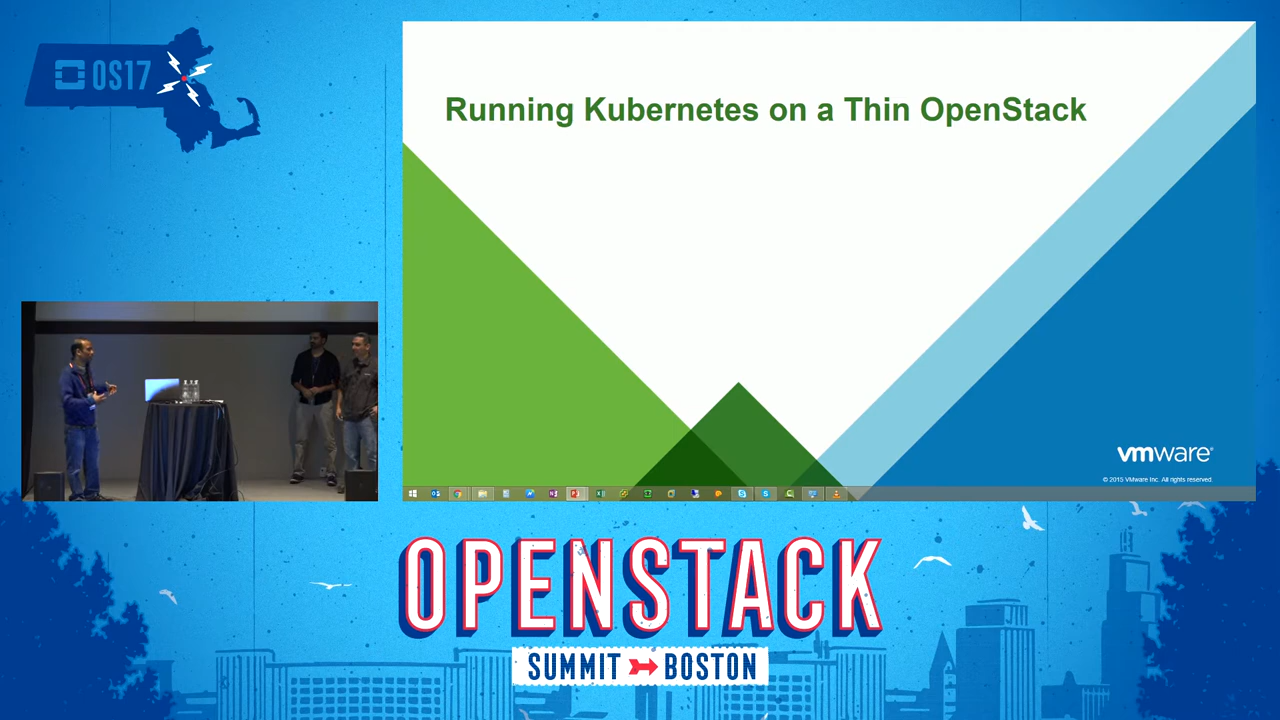 OS17
Running Kubernetes on a Thin OpenStack
vmware®
© 2015 VMware Inc. All rights reserved.
OPENSTACK
SUMMIT BOSTON